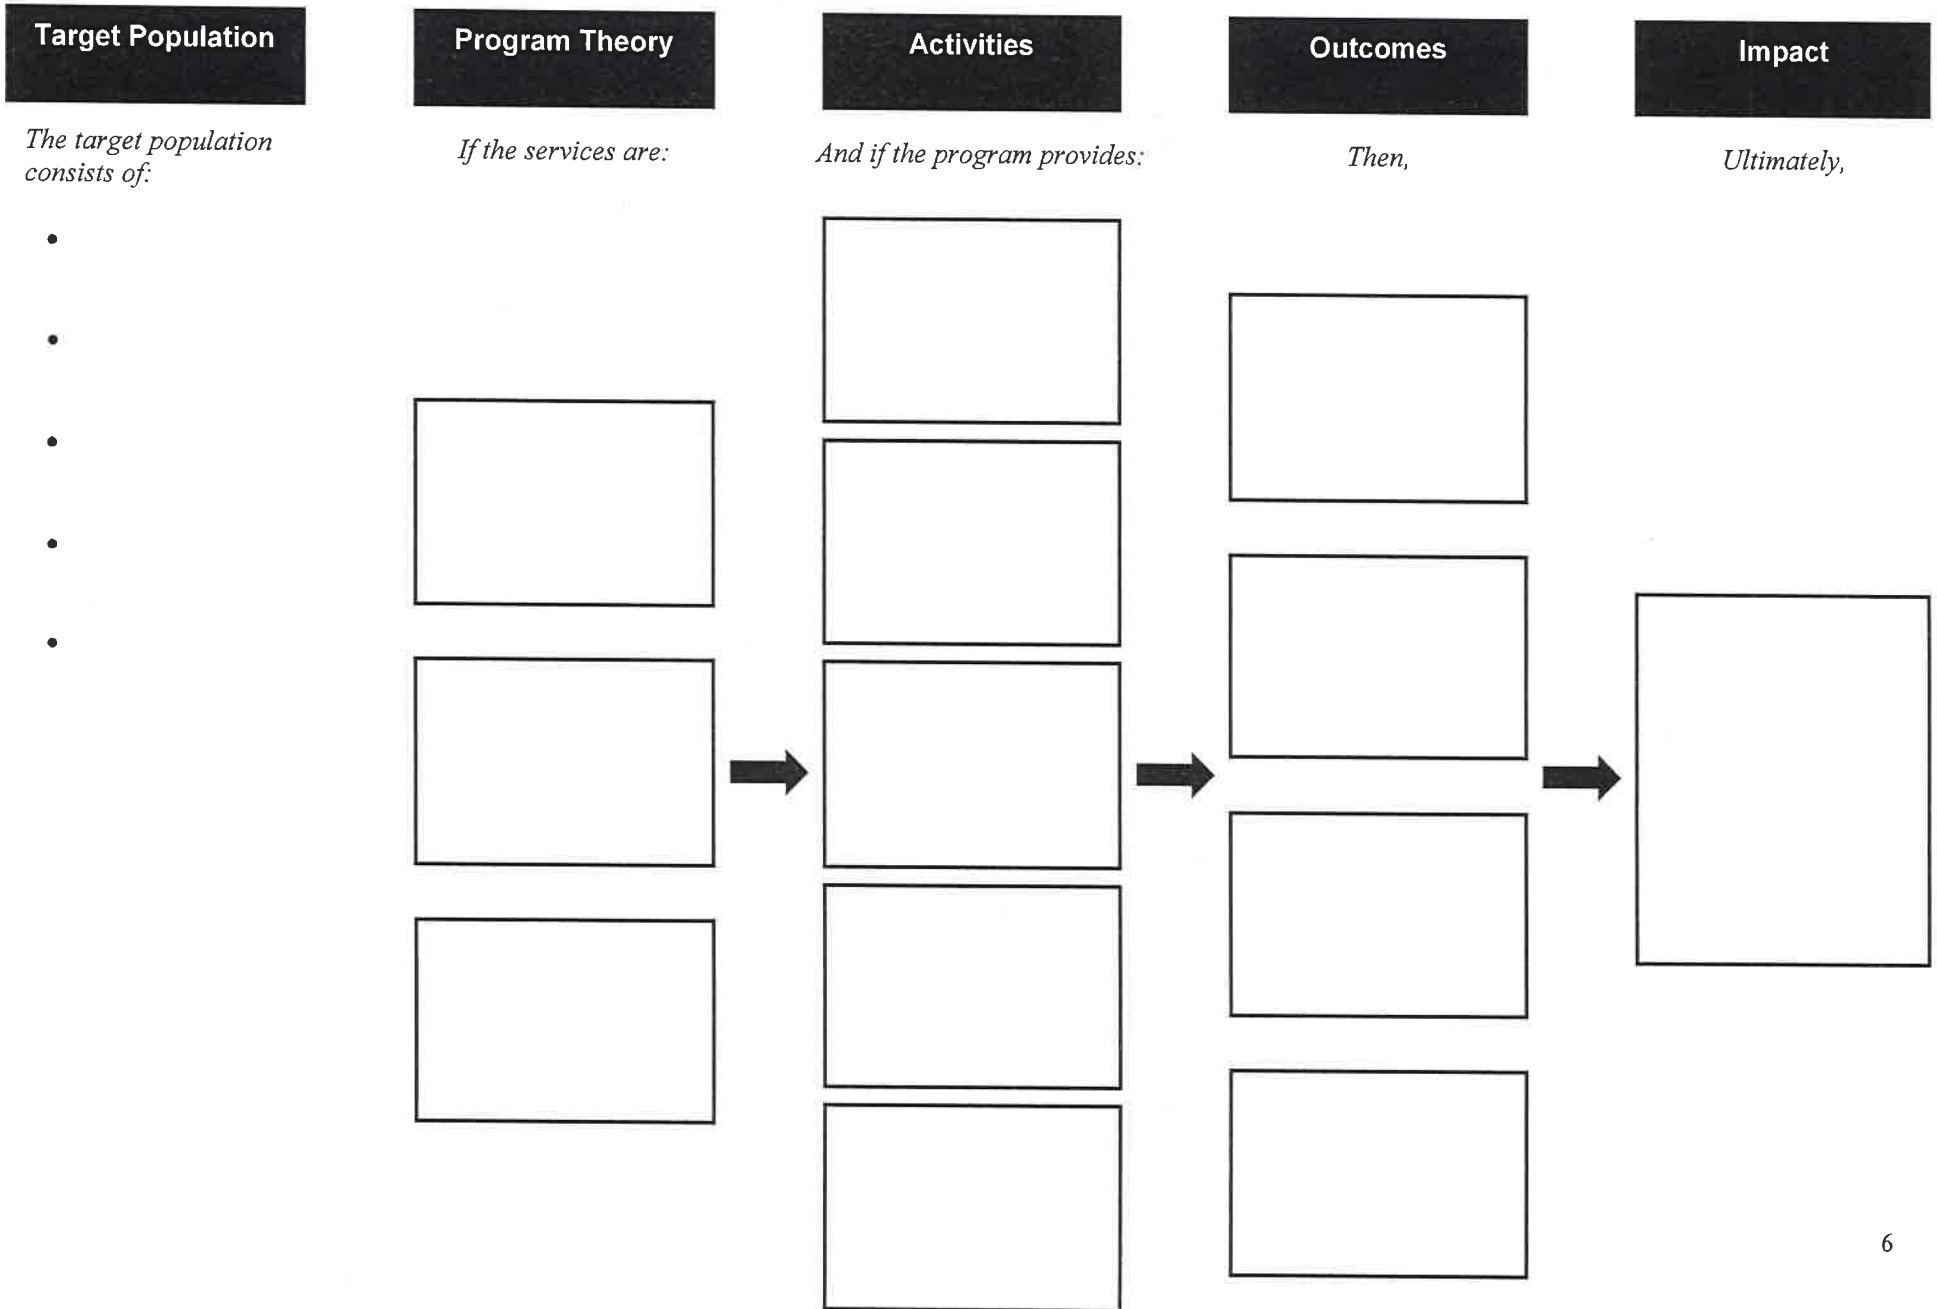 Target Population
Program Theory
Activities
Outcomes
Impact
The target population
consists of:
If the services are:
And if the program provides:
Then,
Ultimately,
•
•
•
•
•
6